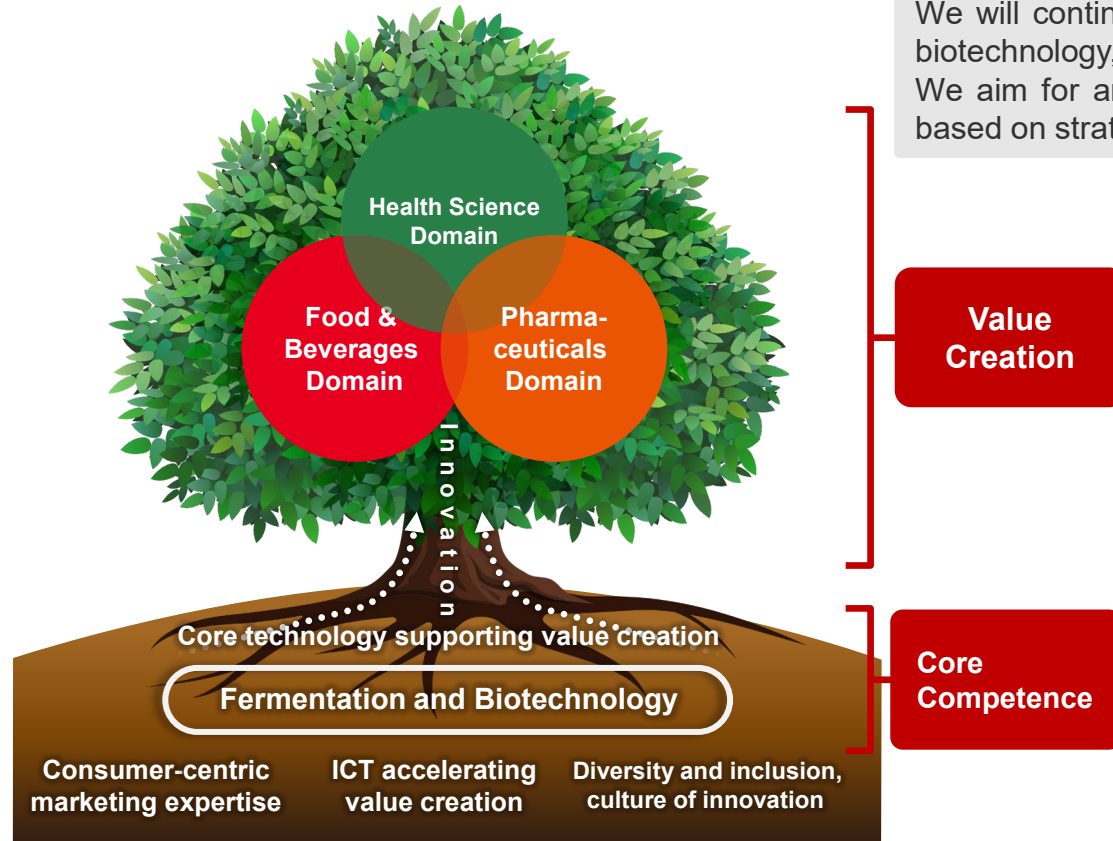 We will contin
biotechnology,
We aim for a
based on strat
Health Science
Domain
Food &
Beverages
Domain
Pharma-
ceuticals
Domain
Value
Creation
Innovation
Core technology supporting value creation
Fermentation and Biotechnology
Core
Competence
Consumer-centric
marketing expertise
ICT accelerating
value creation
Diversity and inclusion,
culture of innovation